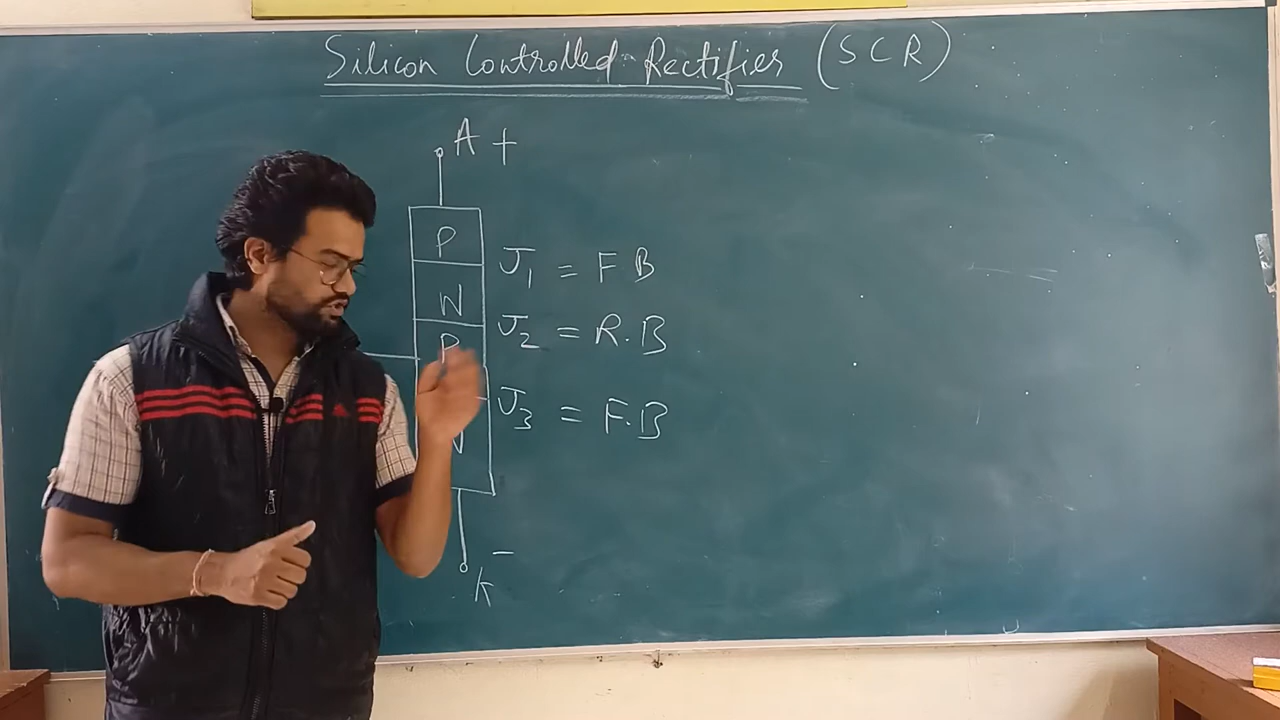 Silicon Controlled Rectifier (SCR)
A +
P
J1 = F B
N
J2 = R.B
P
J3 = F.B
N
-
K